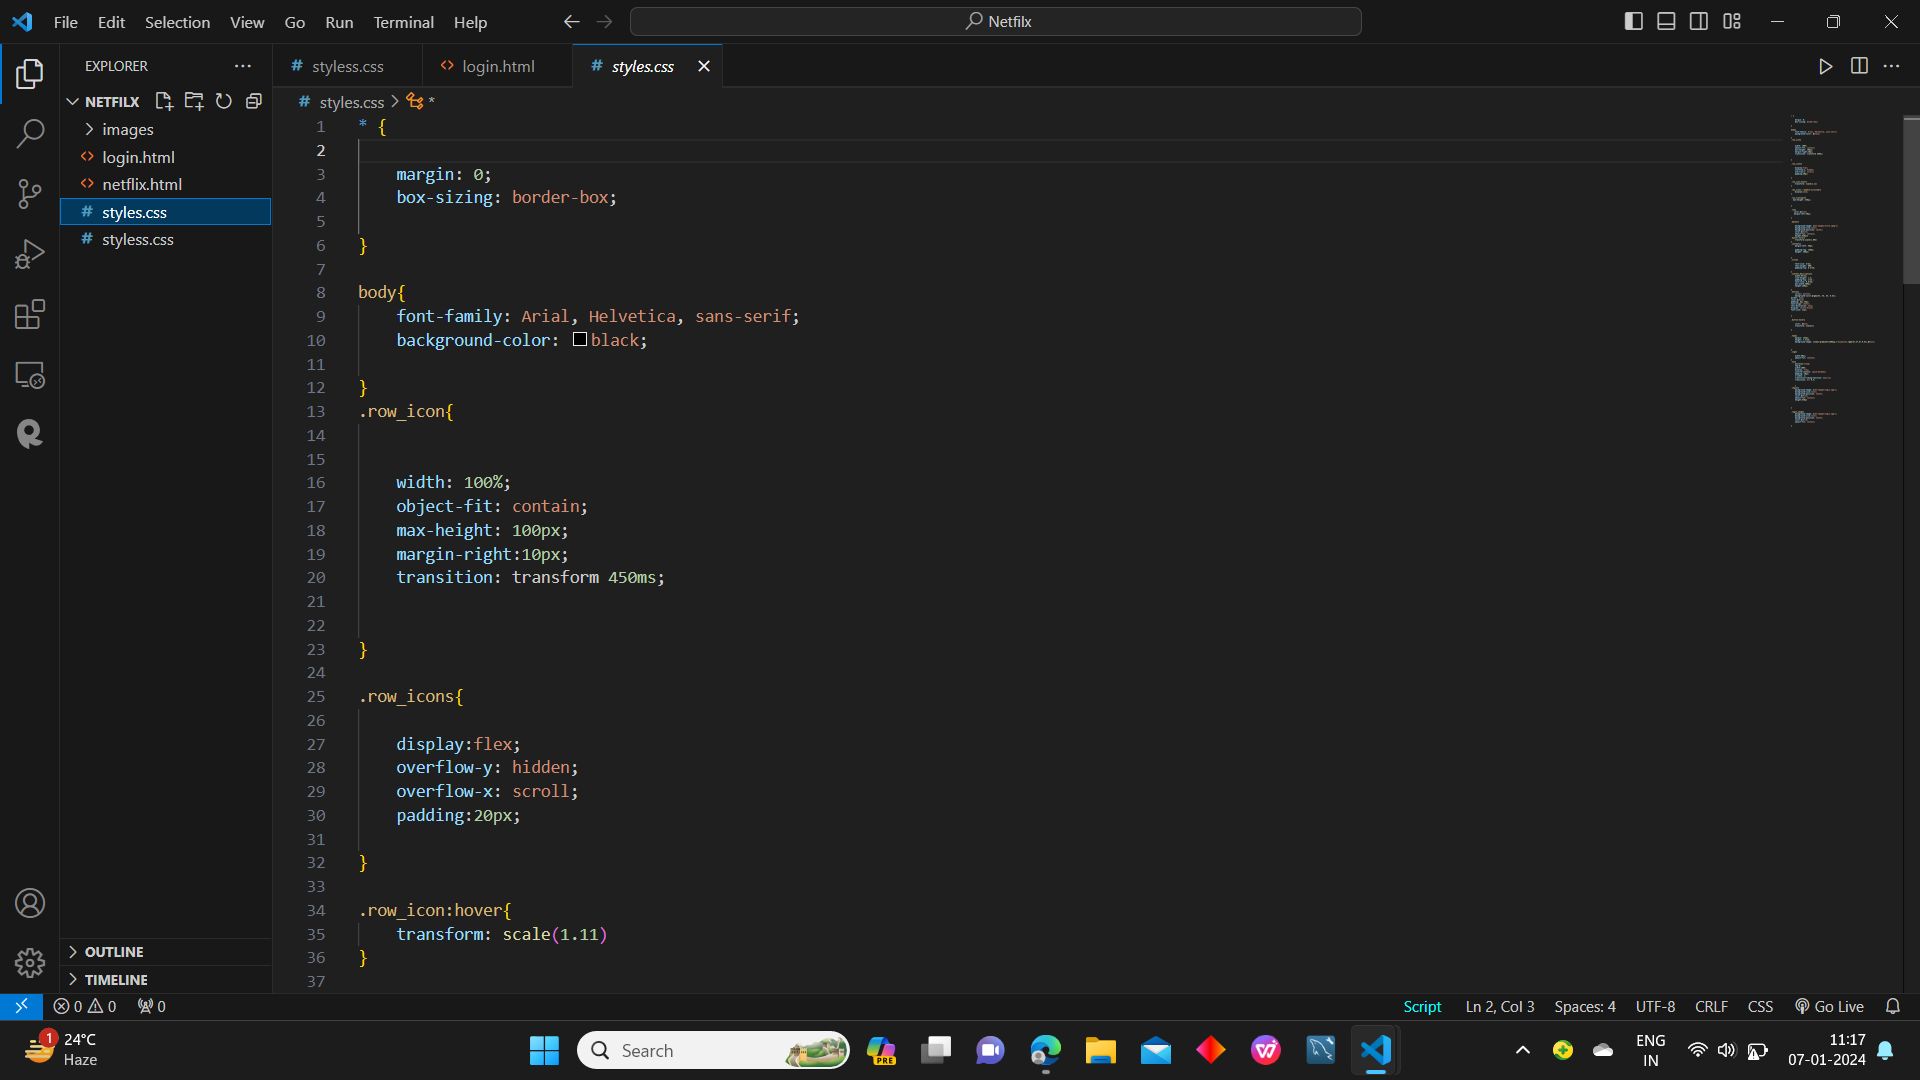 File Edit Selection View Go Run Terminal Help
Netfilx
EXPLORER
NETFILX
images
login.html
netflix.html
styles.css
styless.css
OUTLINE
TIMELINE
# styless.css
<> login.html
# styles.css
# styles.css > *
1 * {
2
3 margin: 0;
4 box-sizing: border-box;
5
6 }
7
8 body{
9 font-family: Arial, Helvetica, sans-serif;
10 background-color: black;
11
12 }
13 .row_icon{
14
15
16 width: 100%;
17 object-fit: contain;
18 max-height: 100px;
19 margin-right:10px;
20 transition: transform 450ms;
21
22
23 }
24
25 .row_icons{
26
27 display:flex;
28 overflow-y: hidden;
29 overflow-x: scroll;
30 padding:20px;
31
32 }
33
34 .row_icon:hover{
35 transform: scale(1.11)
36 }
37
0 0 0
Script Ln 2, Col 3 Spaces: 4 UTF-8 CRLF CSS Go Live
1
24°C
Haze
Search
PRE
ENG
IN
11:17
07-01-2024